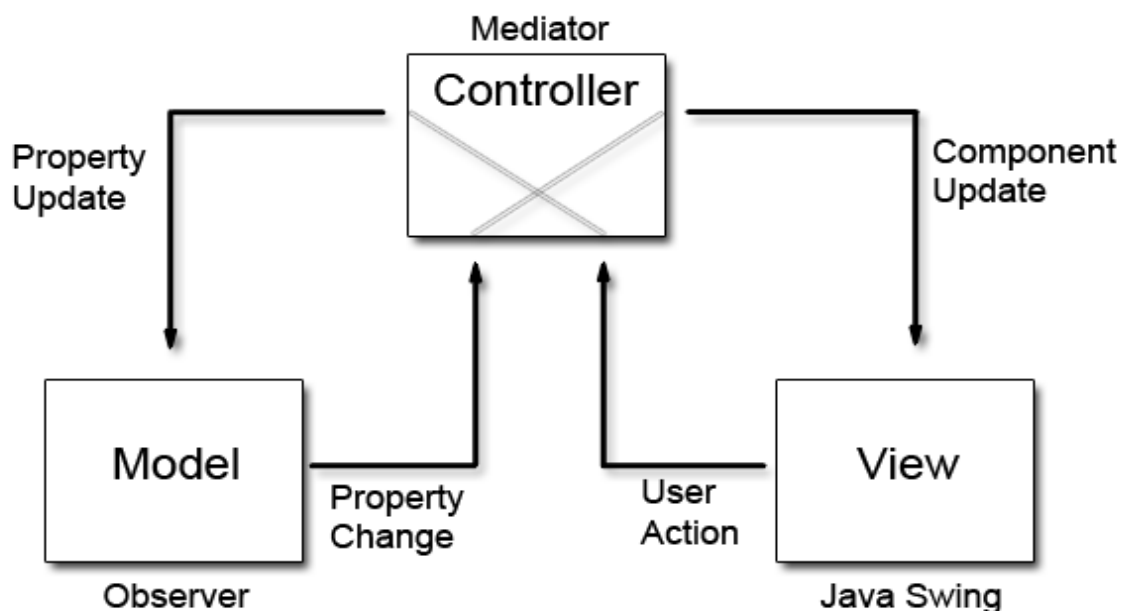 Mediator
Controller
Property
Update
Component
Update
Model
Property
Change
User
Action
View
Observer
Java Swing